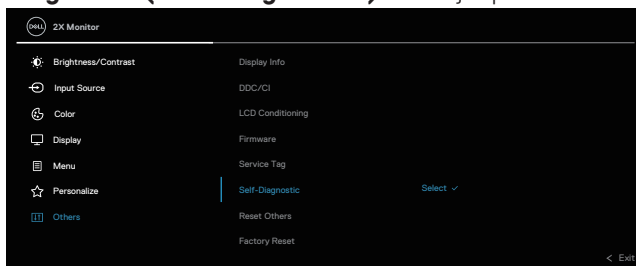 DELL
2X Monitor
Brightness/Contrast
Display Info
Input Source
DDC/CI
Color
LCD Conditioning
Display
Firmware
Menu
Service Tag
Personalize
Self-Diagnostic
Select ✓
Others
Reset Others
Factory Reset
< Exit